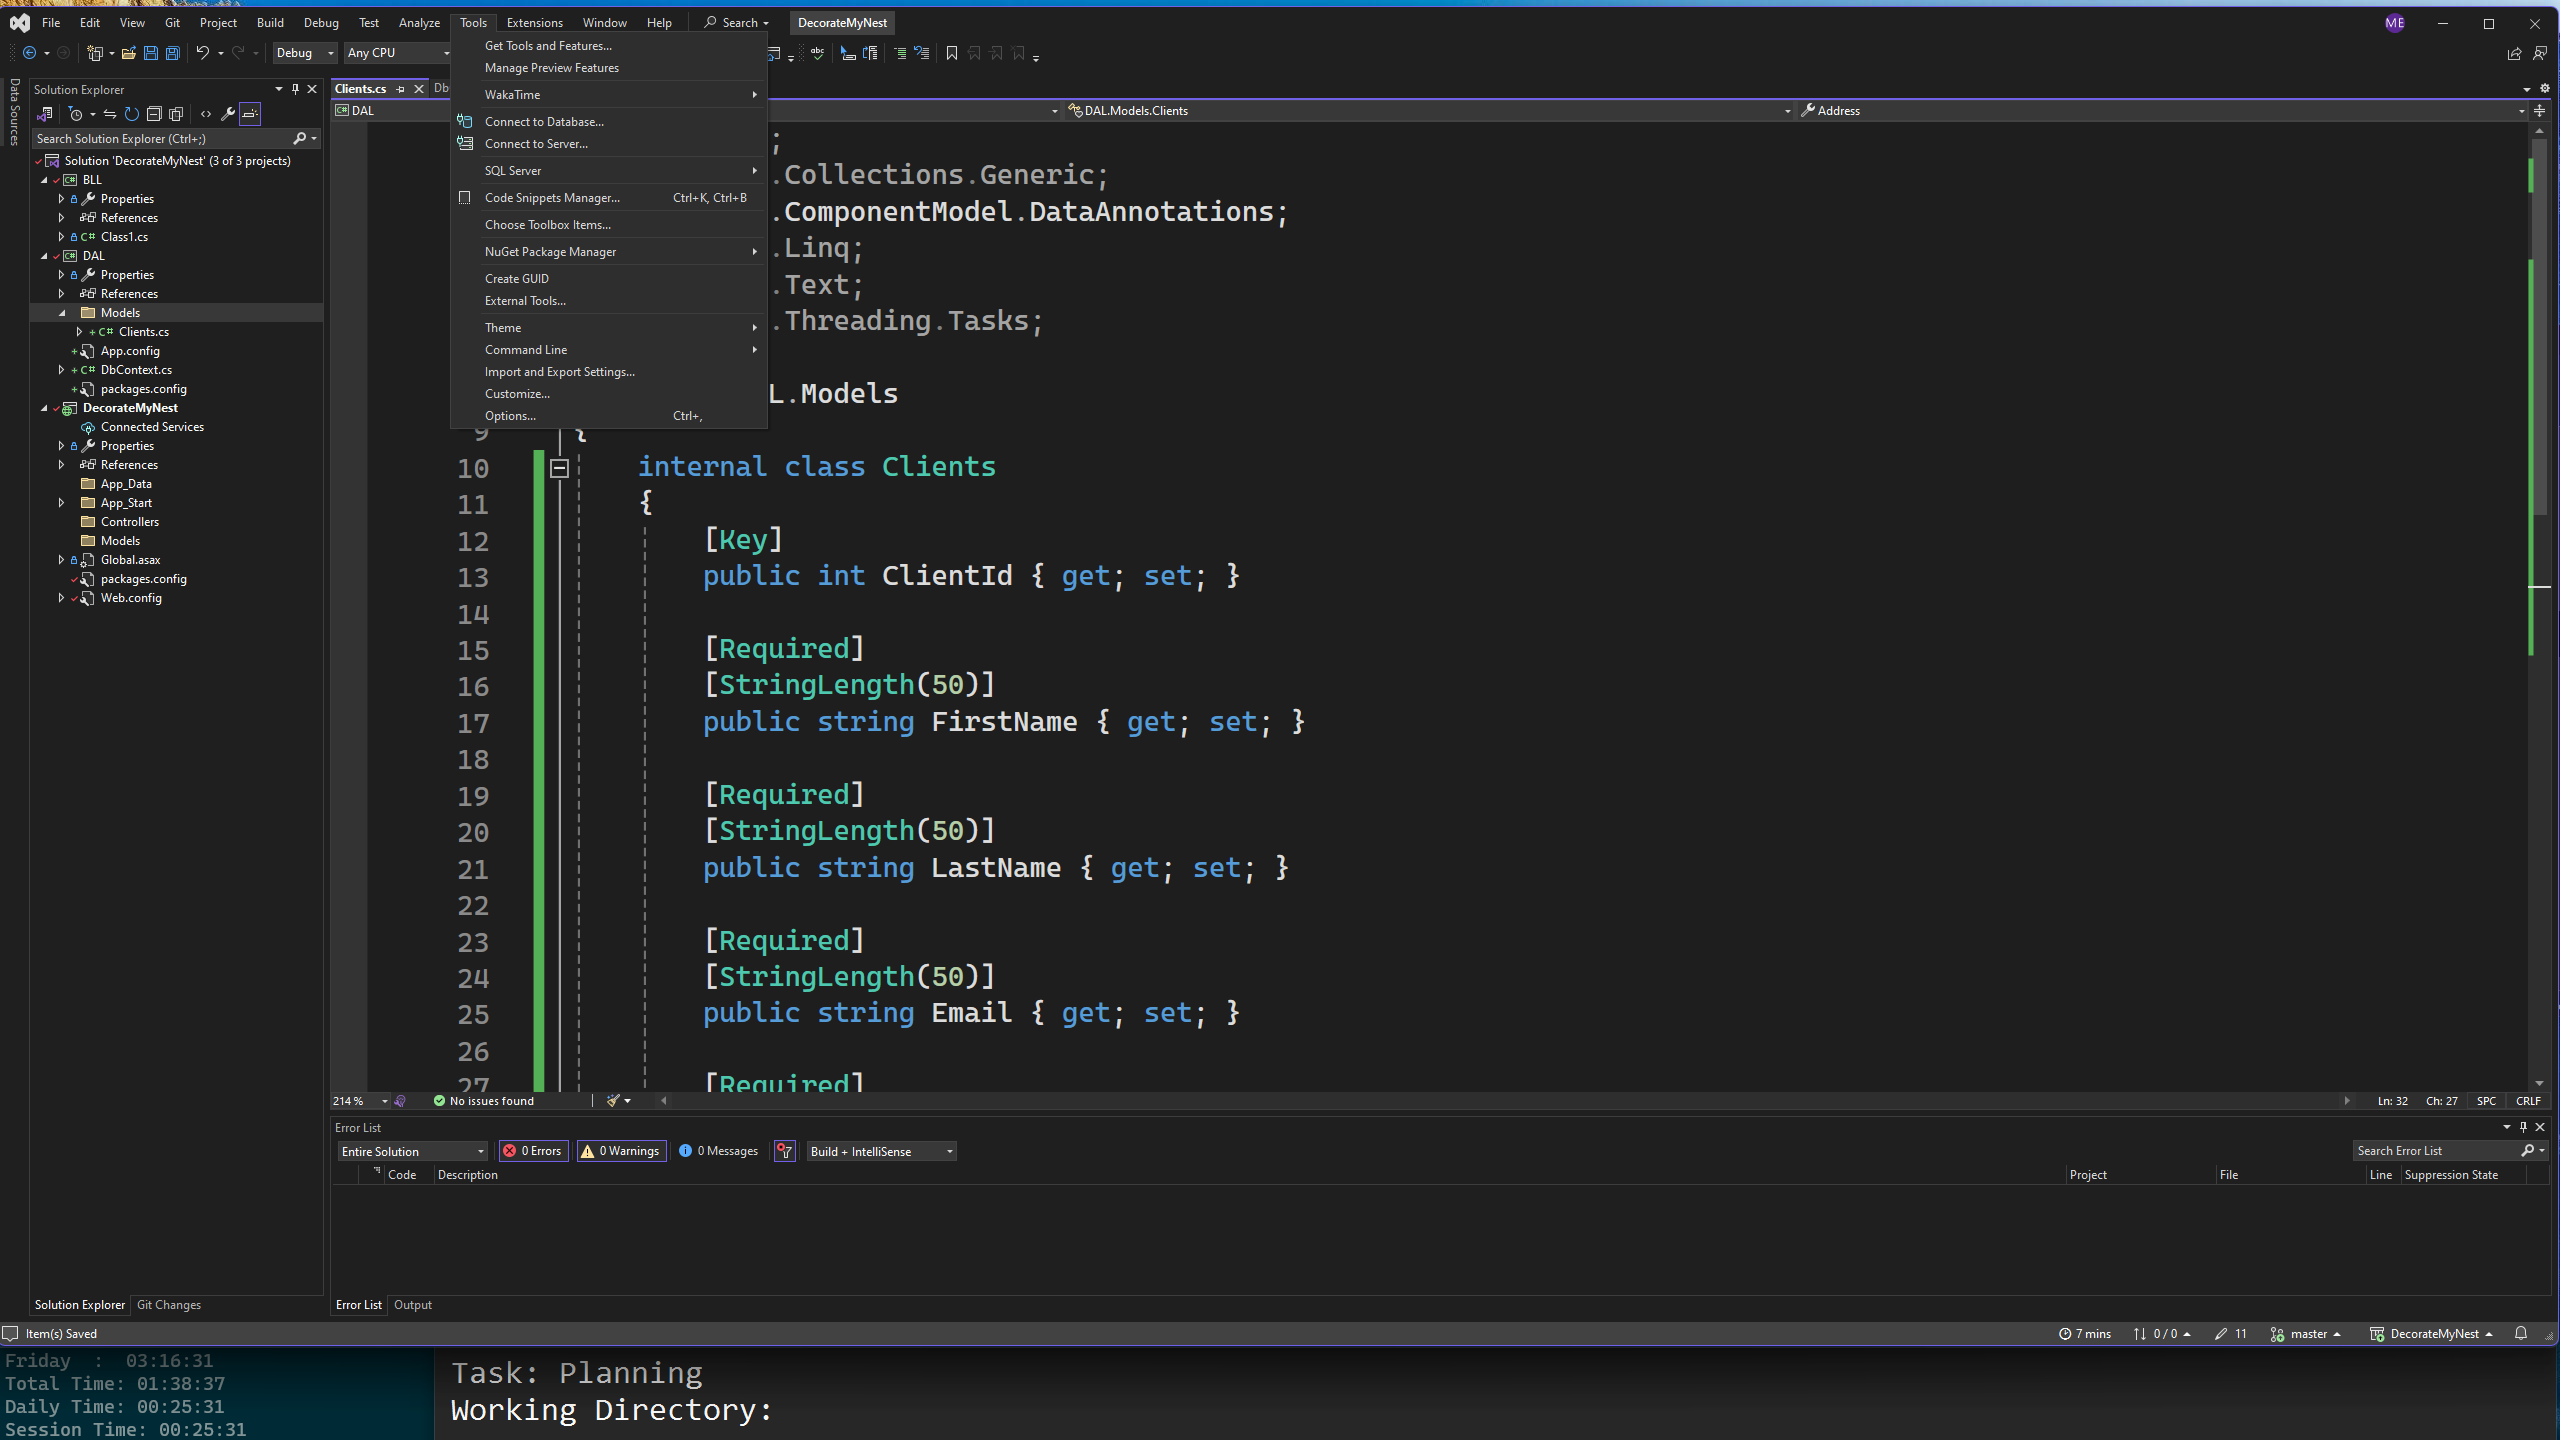 File Edit View Git Project Build Debug Test Analyze Tools Extensions Window Help Search DecorateMyNest ME
Debug Any CPU
Data Sources
Solution Explorer
Search Solution Explorer (Ctrl+;)
Solution 'DecorateMyNest' (3 of 3 projects)
BLL
Properties
References
C# Class1.cs
DAL
Properties
References
Models
C# Clients.cs
App.config
C# DbContext.cs
packages.config
DecorateMyNest
Connected Services
Properties
References
App_Data
App_Start
Controllers
Models
Global.asax
packages.config
Web.config
Solution Explorer Git Changes
Get Tools and Features...
Manage Preview Features
WakaTime
Connect to Database...
Connect to Server...
SQL Server
Code Snippets Manager... Ctrl+K, Ctrl+B
Choose Toolbox Items...
NuGet Package Manager
Create GUID
External Tools...
Theme
Command Line
Import and Export Settings...
Customize...
Options... Ctrl+,
Clients.cs Db
DAL DAL.Models.Clients Address
;
.Collections.Generic;
.ComponentModel.DataAnnotations;
.Linq;
.Text;
.Threading.Tasks;
L.Models
9 {
10 internal class Clients
11 {
12 [Key]
13 public int ClientId { get; set; }
14
15 [Required]
16 [StringLength(50)]
17 public string FirstName { get; set; }
18
19 [Required]
20 [StringLength(50)]
21 public string LastName { get; set; }
22
23 [Required]
24 [StringLength(50)]
25 public string Email { get; set; }
26
27 [Required]
214 % No issues found Ln: 32 Ch: 27 SPC CRLF
Error List
Entire Solution 0 Errors 0 Warnings 0 Messages Build + IntelliSense Search Error List
Code Description Project File Line Suppression State
Error List Output
Item(s) Saved 7 mins 0 / 0 11 master DecorateMyNest
Friday : 03:16:31
Total Time: 01:38:37
Daily Time: 00:25:31
Session Time: 00:25:31
Task: Planning
Working Directory: